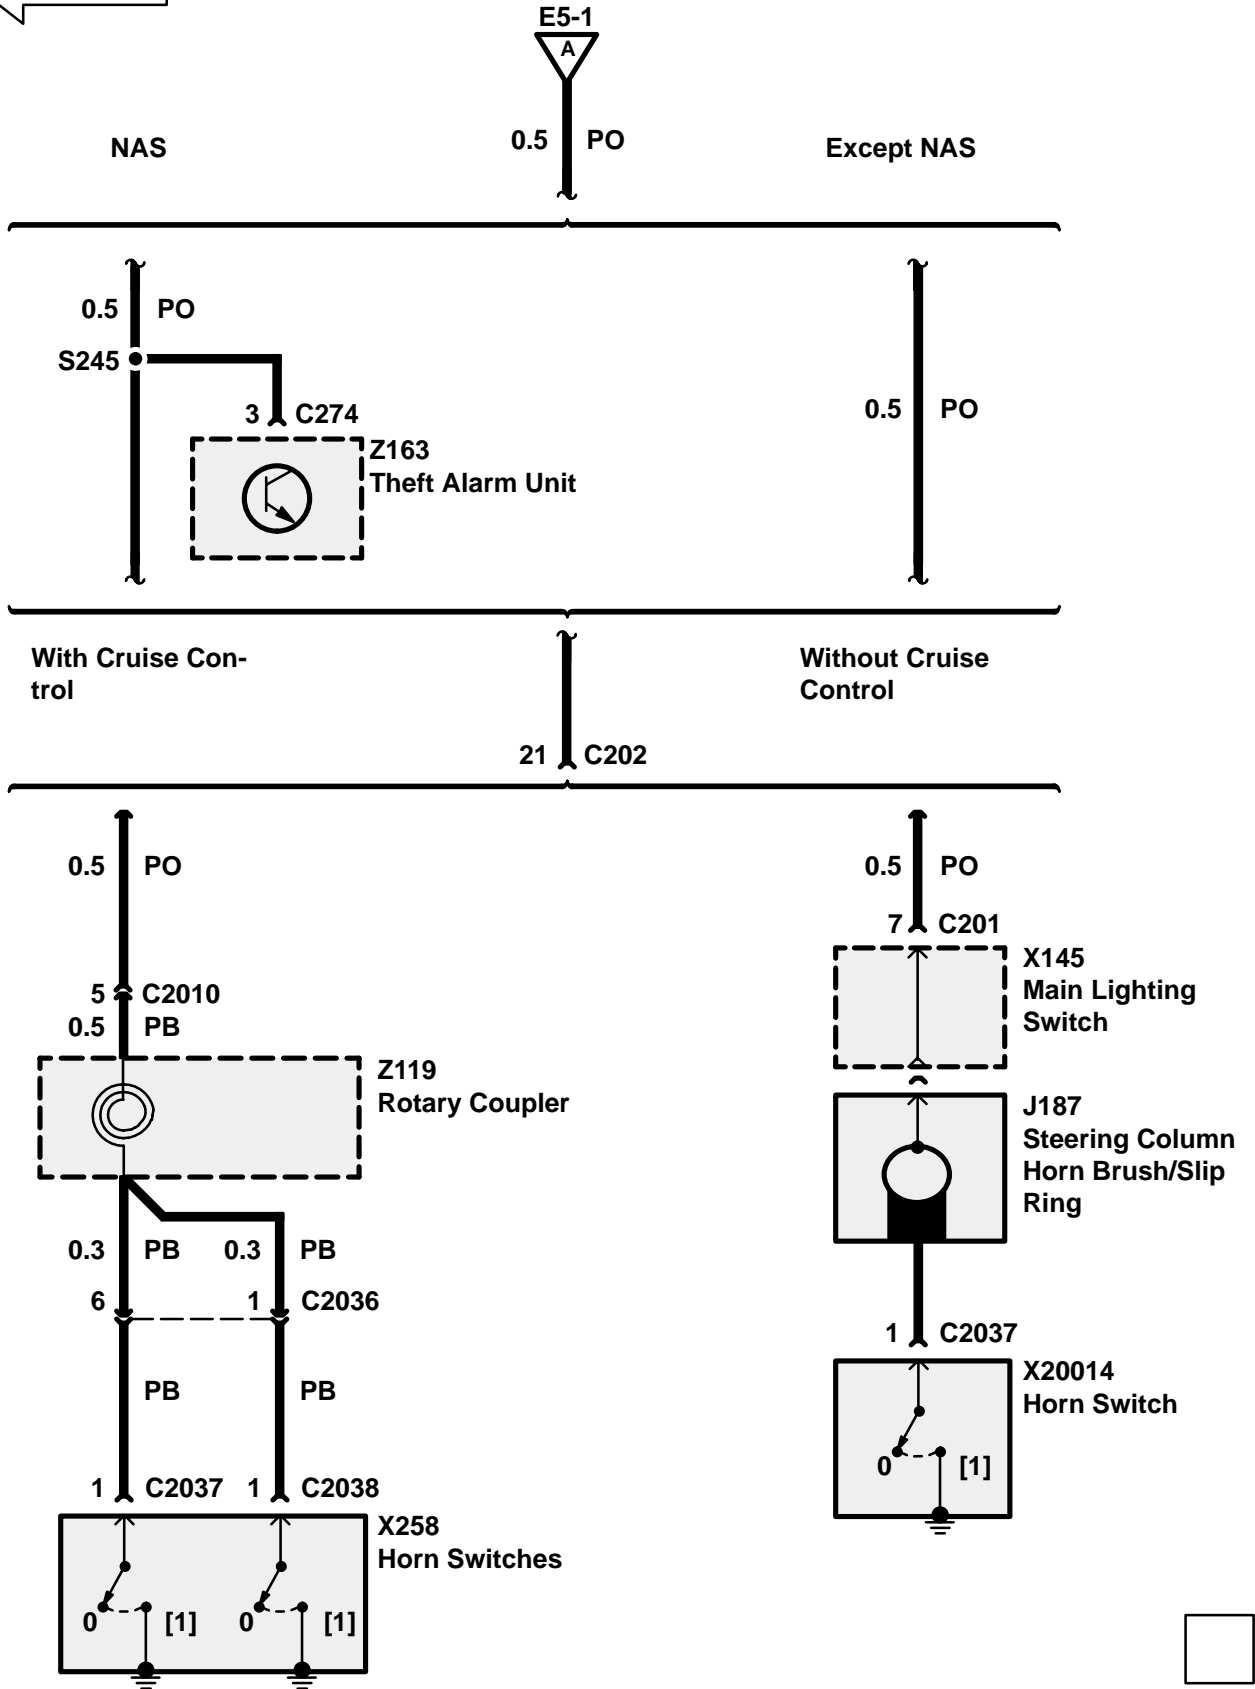 E5-1
A
0.5 PO
NAS
Except NAS
0.5 PO
S245
3 C274
Z163
Theft Alarm Unit
0.5 PO
With Cruise Con-
trol
Without Cruise
Control
21 C202
0.5 PO
0.5 PO
7 C201
X145
Main Lighting
Switch
5 C2010
0.5 PB
Z119
Rotary Coupler
J187
Steering Column
Horn Brush/Slip
Ring
0.3 PB 0.3 PB
6 1 C2036
1 C2037
X20014
Horn Switch
0 [1]
PB PB
1 C2037 1 C2038
X258
Horn Switches
0 [1] 0 [1]